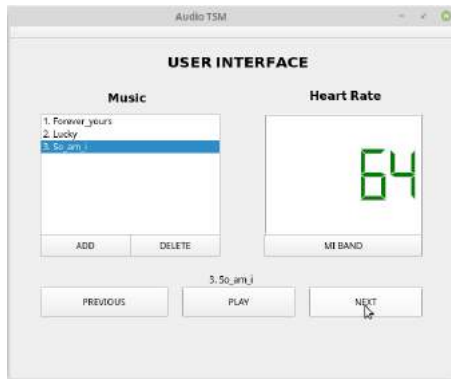 Audio TSM
USER INTERFACE
Music
Heart Rate
1. Forever_yours
2. Lucky
3. So_am_i
64
ADD
DELETE
MI BAND
3. So_am_i
PREVIOUS
PLAY
NEXT